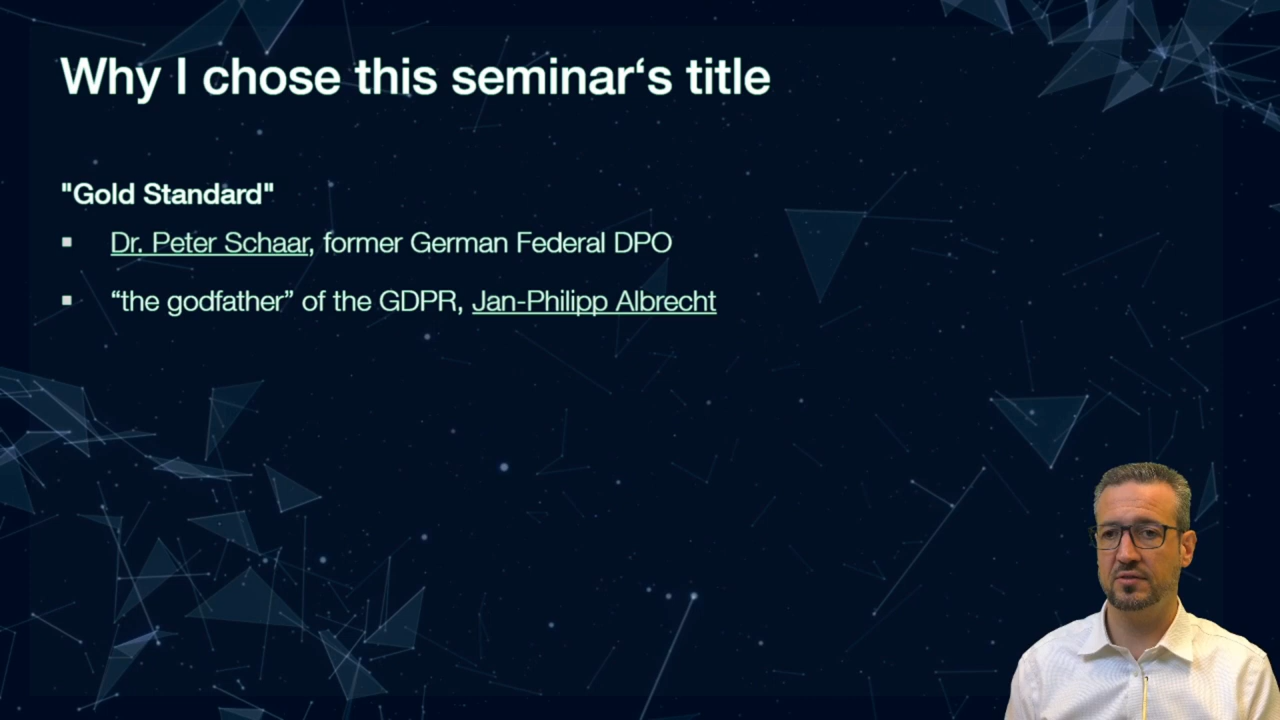 Why I chose this seminar‘s title
"Gold Standard"
▪ Dr. Peter Schaar, former German Federal DPO
▪ “the godfather” of the GDPR, Jan-Philipp Albrecht